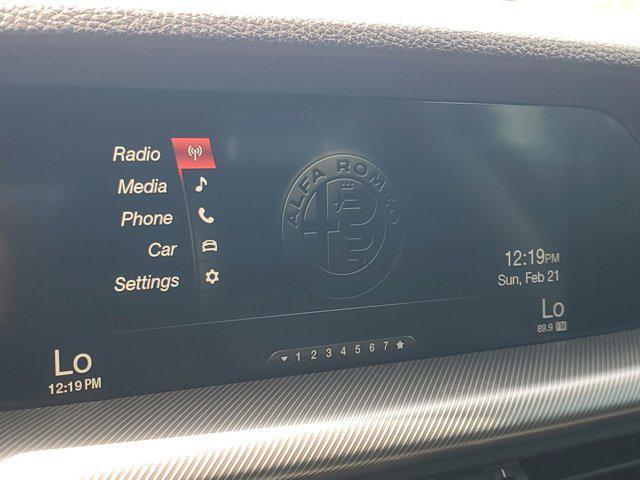 Radio
Media
Phone
Car
Settings
ALFA ROMEO
12:19PM
Sun, Feb 21
Lo
12:19 PM
1 2 3 4 5 6 7
Lo
89.9 FM